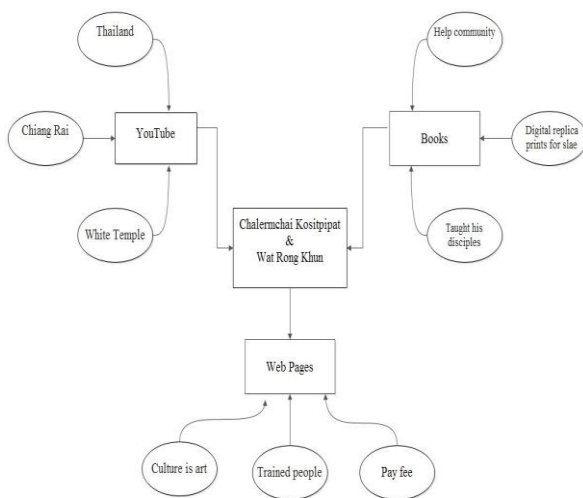 Thailand
Help community
Chiang Rai
YouTube
Books
Digital replica
prints for slae
White Temple
Chalermchai Kositpipat
&
Wat Rong Khun
Taught his
disciples
Web Pages
Culture is art
Trained people
Pay fee